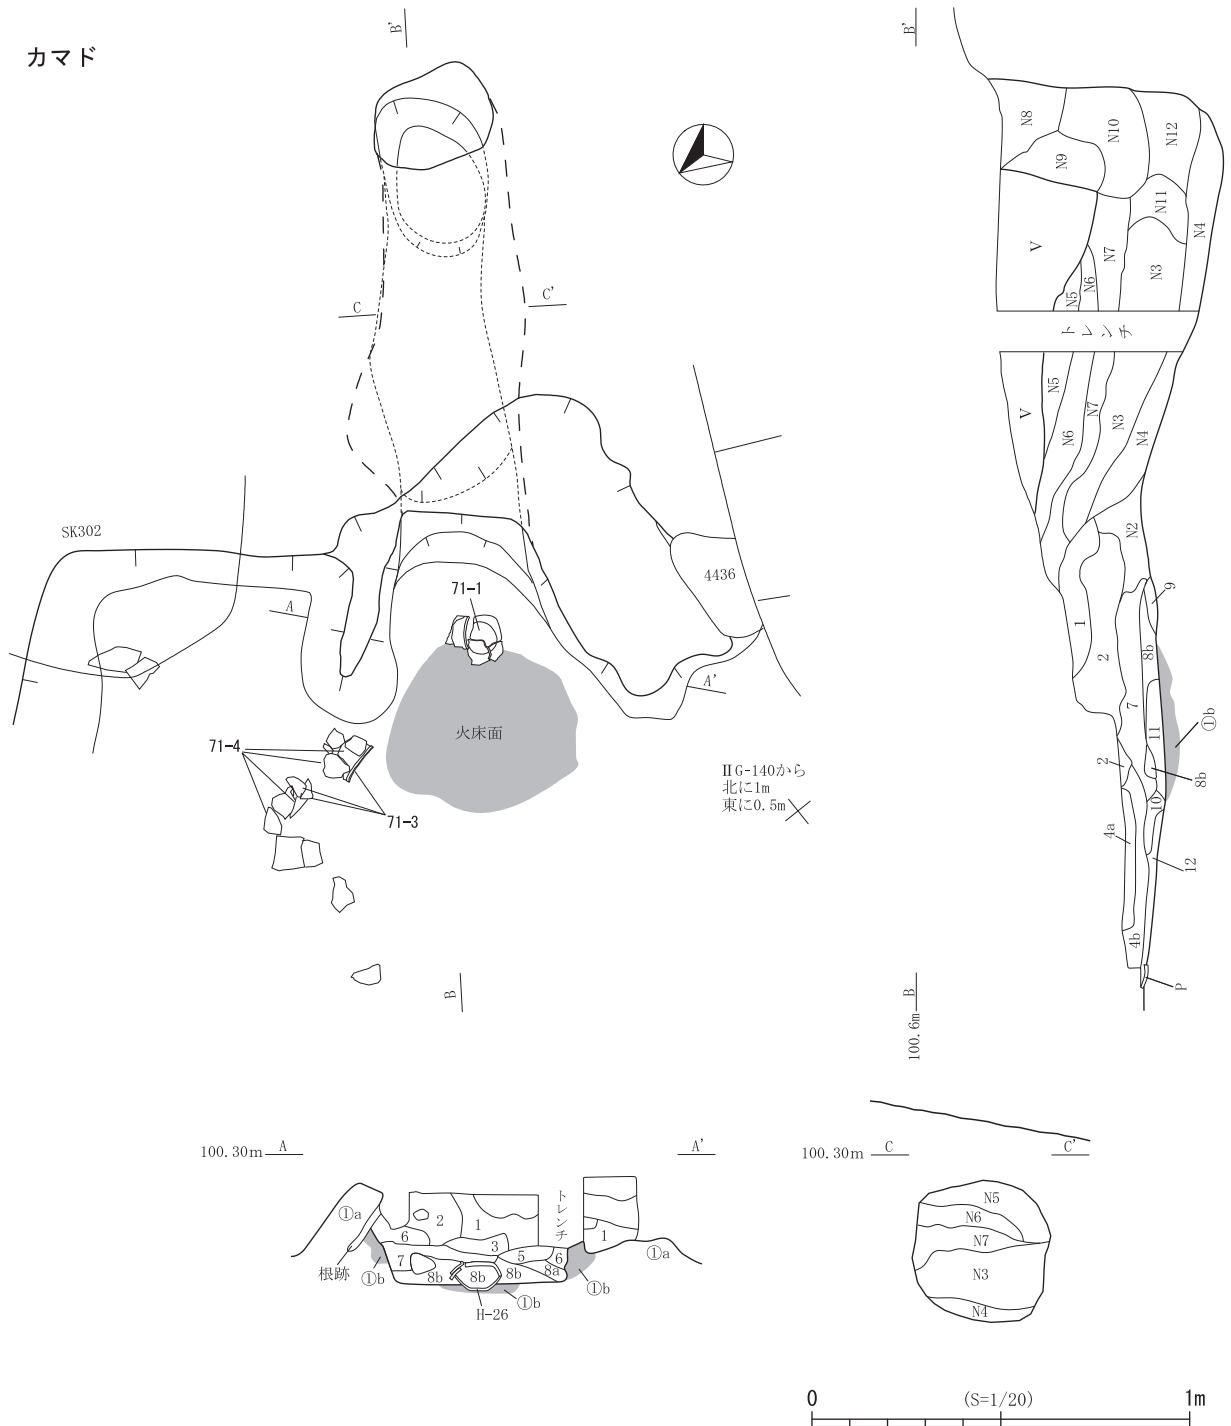 カマド
B'
C
C'
SK302
A
71-1
4436
A'
火床面
71-4
71-3
ⅡG-140から
北に1m
東に0.5m
B
B'
N8
N10
N12
N9
N11
V
N7
N4
N6
N5
N3
トレンチ
V
N5
N6
N7
N3
N4
N2
1
2
9
8b
7
11
①b
2
8b
10
4a
12
4b
P
B
100.6m
100.30m A
A'
①a
2
1
トレンチ
1
①a
6
3
5
6
7
8b
8b
8b
8a
根跡
①b
①b
①b
H-26
100.30m C
C'
N5
N6
N7
N3
N4
0
(S=1/20)
1m